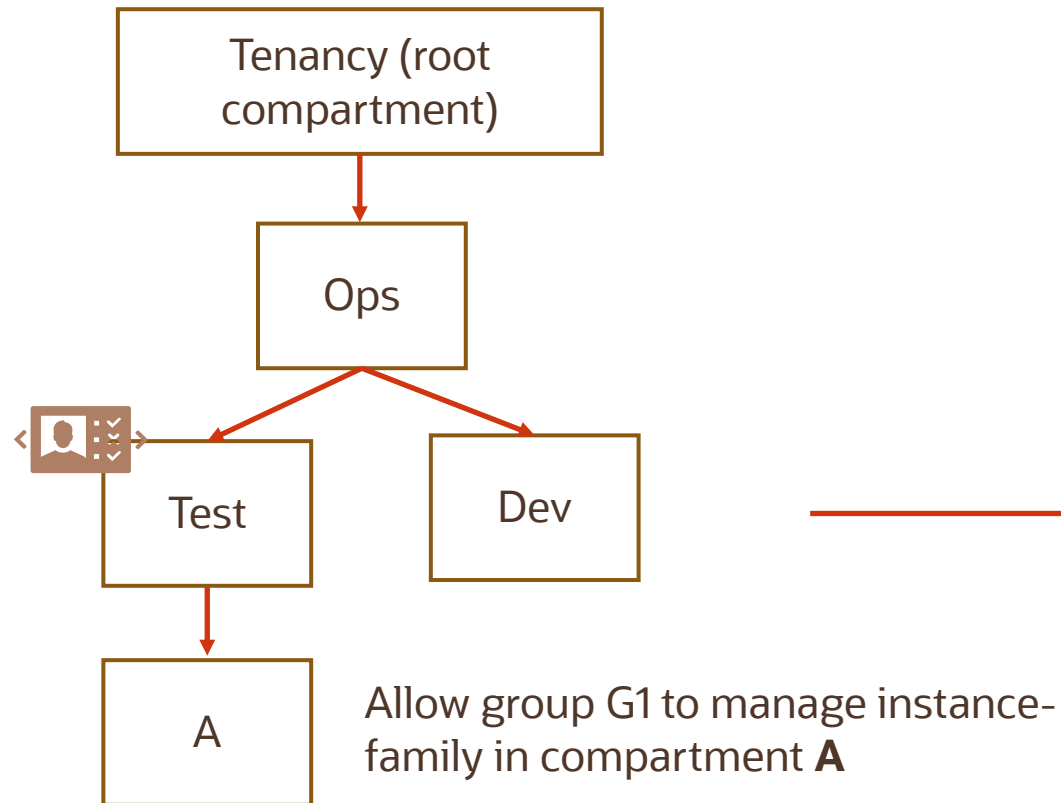 Tenancy (root
compartment)
Ops
Test
Dev
A
Allow group G1 to manage instance-
family in compartment A